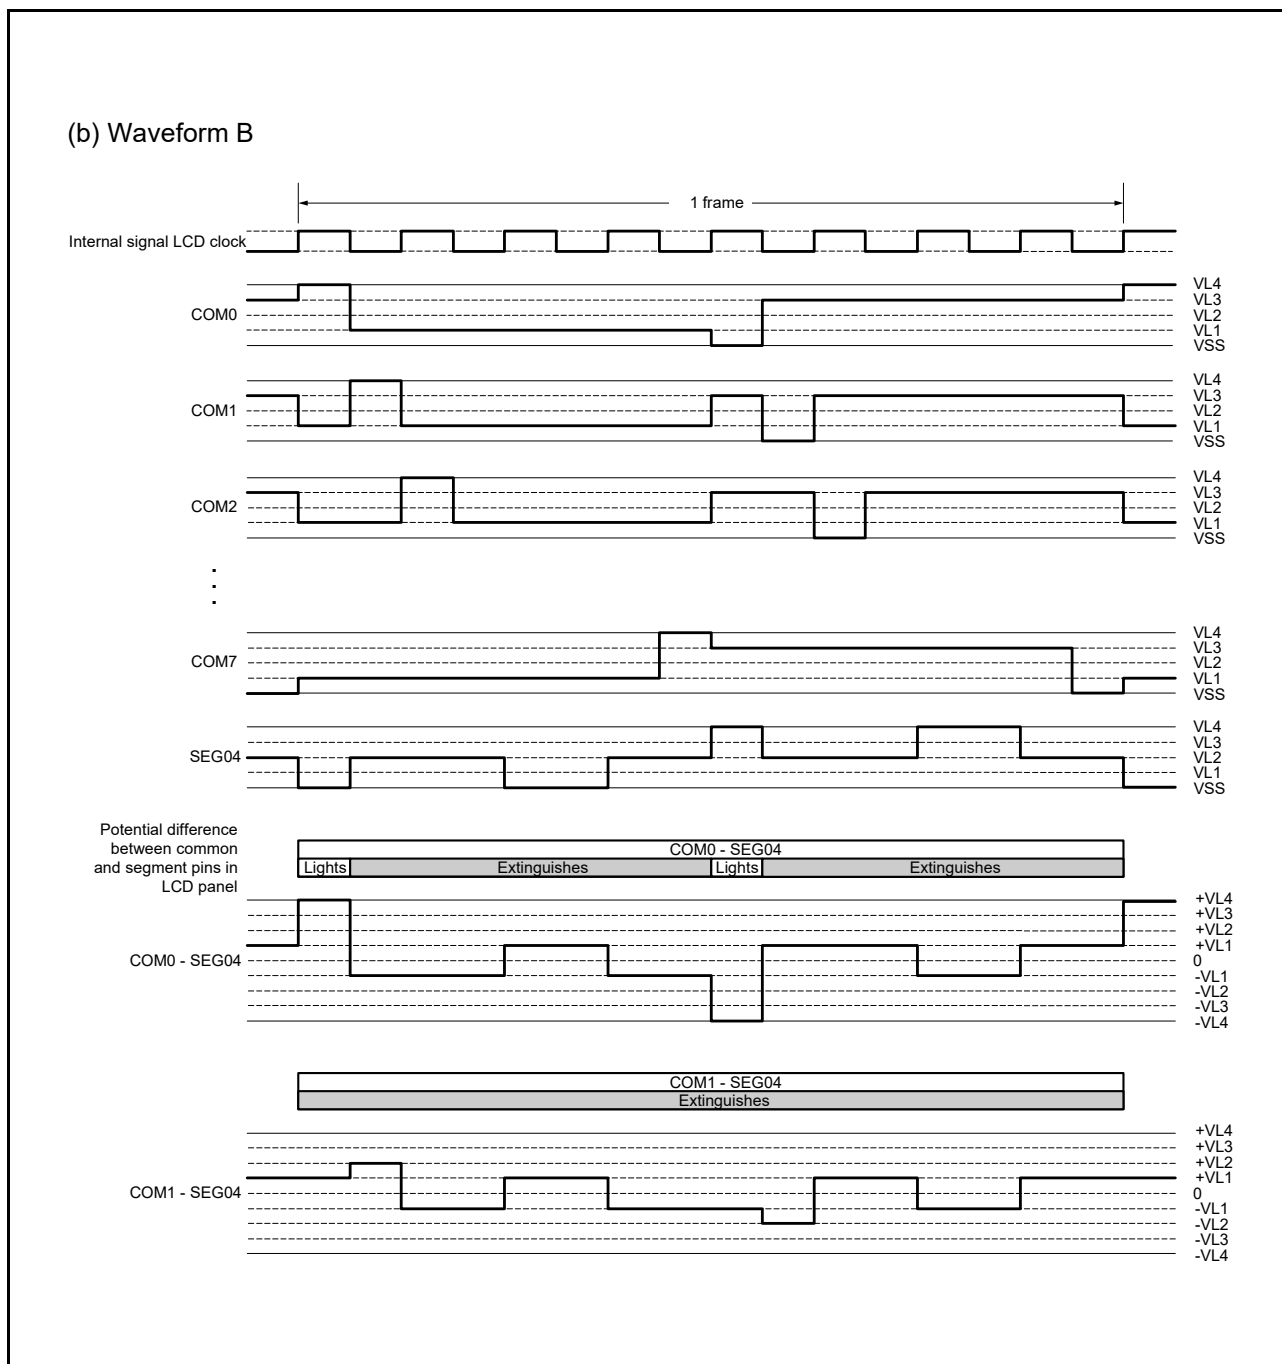 (b) Waveform B
1 frame
Internal signal LCD clock
COM0
VL4
VL3
VL2
VL1
VSS
COM1
VL4
VL3
VL2
VL1
VSS
COM2
VL4
VL3
VL2
VL1
VSS
COM7
VL4
VL3
VL2
VL1
VSS
SEG04
VL4
VL3
VL2
VL1
VSS
Potential difference
between common
and segment pins in
LCD panel
COM0 - SEG04
Lights Extinguishes Lights Extinguishes
COM0 - SEG04
+VL4
+VL3
+VL2
+VL1
0
-VL1
-VL2
-VL3
-VL4
COM1 - SEG04
Extinguishes
COM1 - SEG04
+VL4
+VL3
+VL2
+VL1
0
-VL1
-VL2
-VL3
-VL4